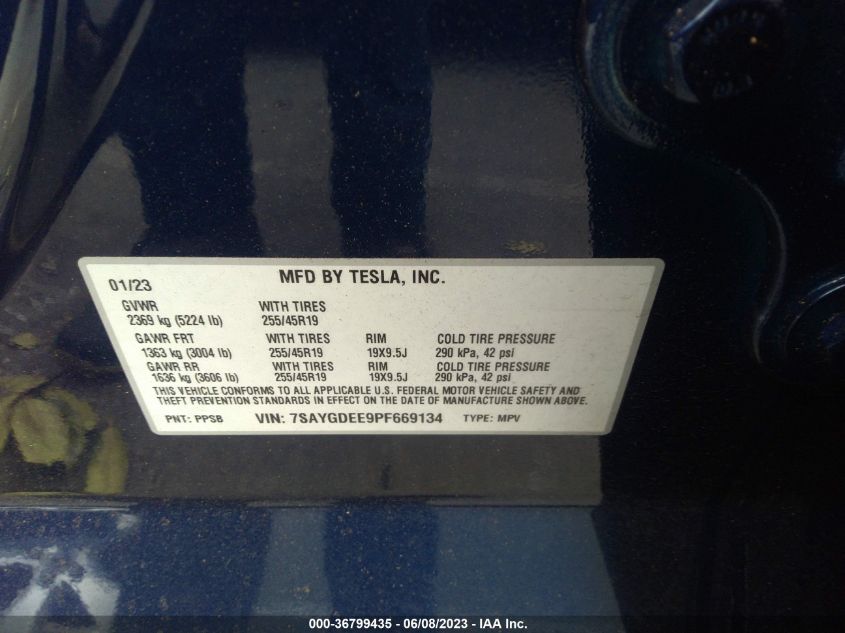 01/23 MFD BY TESLA, INC.
GVWR WITH TIRES
2369 kg (5224 lb) 255/45R19
GAWR FRT WITH TIRES RIM COLD TIRE PRESSURE
1363 kg (3004 lb) 255/45R19 19X9.5J 290 kPa, 42 psi
GAWR RR WITH TIRES RIM COLD TIRE PRESSURE
1636 kg (3606 lb) 255/45R19 19X9.5J 290 kPa, 42 psi
THIS VEHICLE CONFORMS TO ALL APPLICABLE U.S. FEDERAL MOTOR VEHICLE SAFETY AND
THEFT PREVENTION STANDARDS IN EFFECT ON THE DATE OF MANUFACTURE SHOWN ABOVE.
PNT: PPSB VIN: 7SAYGDEE9PF669134 TYPE: MPV
000-36799435 - 06/08/2023 - IAA Inc.